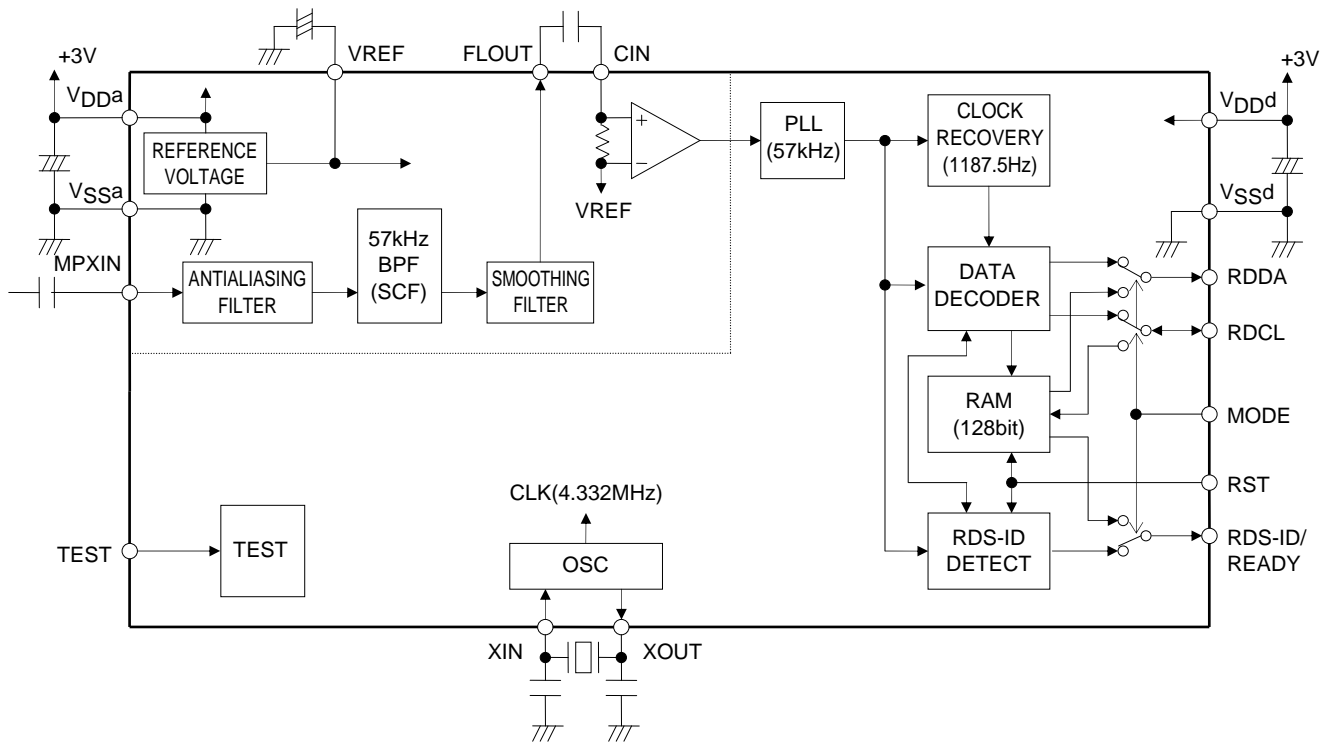 VREF
FLOUT
CIN
+3V
+3V
VDDa
VDDd
REFERENCE
VOLTAGE
+
−
PLL
(57kHz)
CLOCK
RECOVERY
(1187.5Hz)
VSSa
VSSd
VREF
MPXIN
ANTIALIASING
FILTER
57kHz
BPF
(SCF)
SMOOTHING
FILTER
DATA
DECODER
RDDA
RDCL
RAM
(128bit)
MODE
RST
CLK(4.332MHz)
TEST
TEST
OSC
RDS-ID
DETECT
RDS-ID/
READY
XIN
XOUT